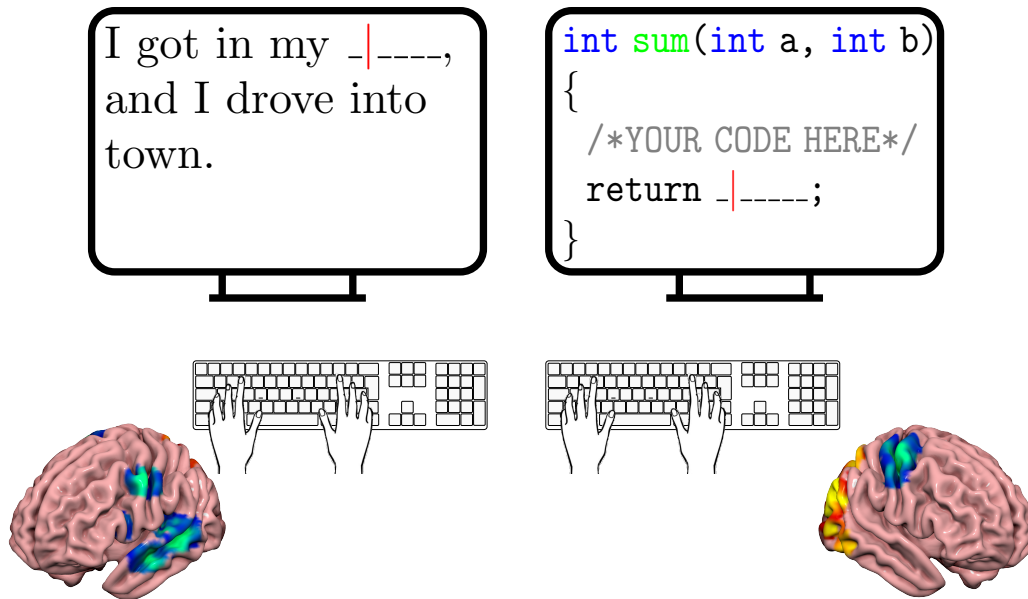 I got in my _|____,
and I drove into
town.
int sum(int a, int b)
{
/*YOUR CODE HERE*/
return _|_____;
}